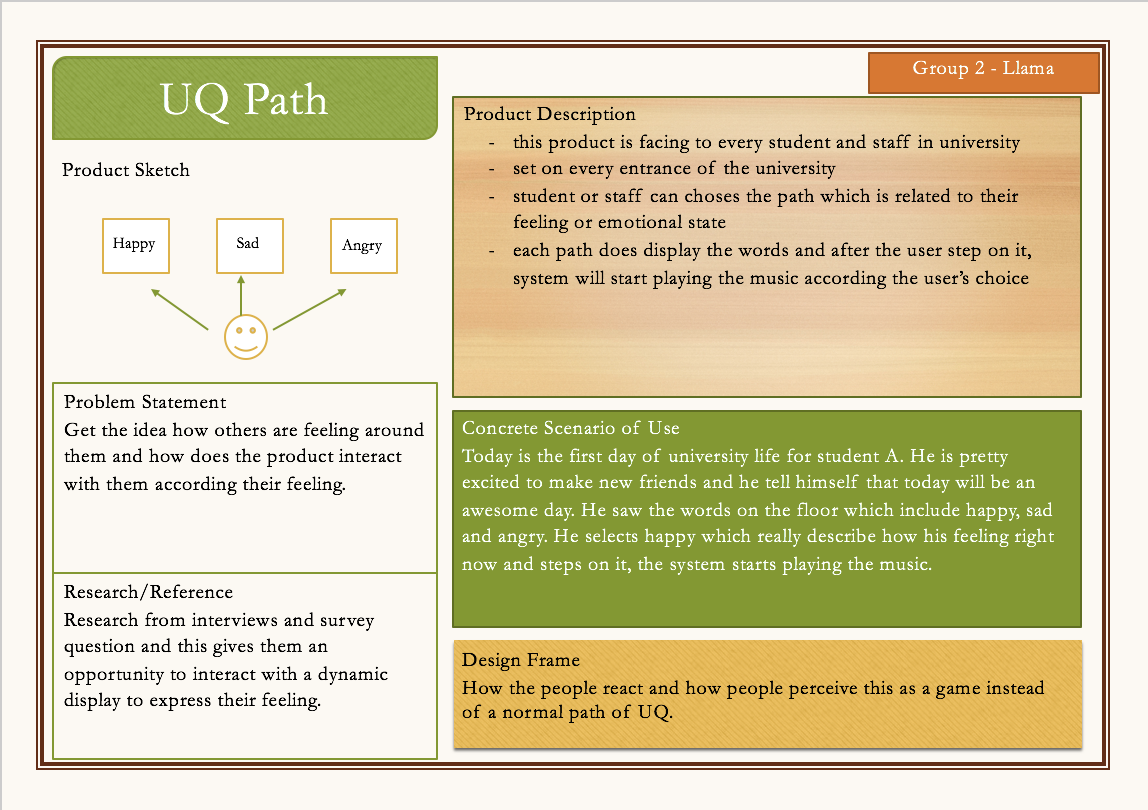 UQ Path
Group 2 - Llama
Product Sketch
Happy
Sad
Angry
Problem Statement
Get the idea how others are feeling around
them and how does the product interact
with them according their feeling.
Research/Reference
Research from interviews and survey
question and this gives them an
opportunity to interact with a dynamic
display to express their feeling.
Product Description
- this product is facing to every student and staff in university
- set on every entrance of the university
- student or staff can choses the path which is related to their
feeling or emotional state
- each path does display the words and after the user step on it,
system will start playing the music according the user’s choice
Concrete Scenario of Use
Today is the first day of university life for student A. He is pretty
excited to make new friends and he tell himself that today will be an
awesome day. He saw the words on the floor which include happy, sad
and angry. He selects happy which really describe how his feeling right
now and steps on it, the system starts playing the music.
Design Frame
How the people react and how people perceive this as a game instead
of a normal path of UQ.